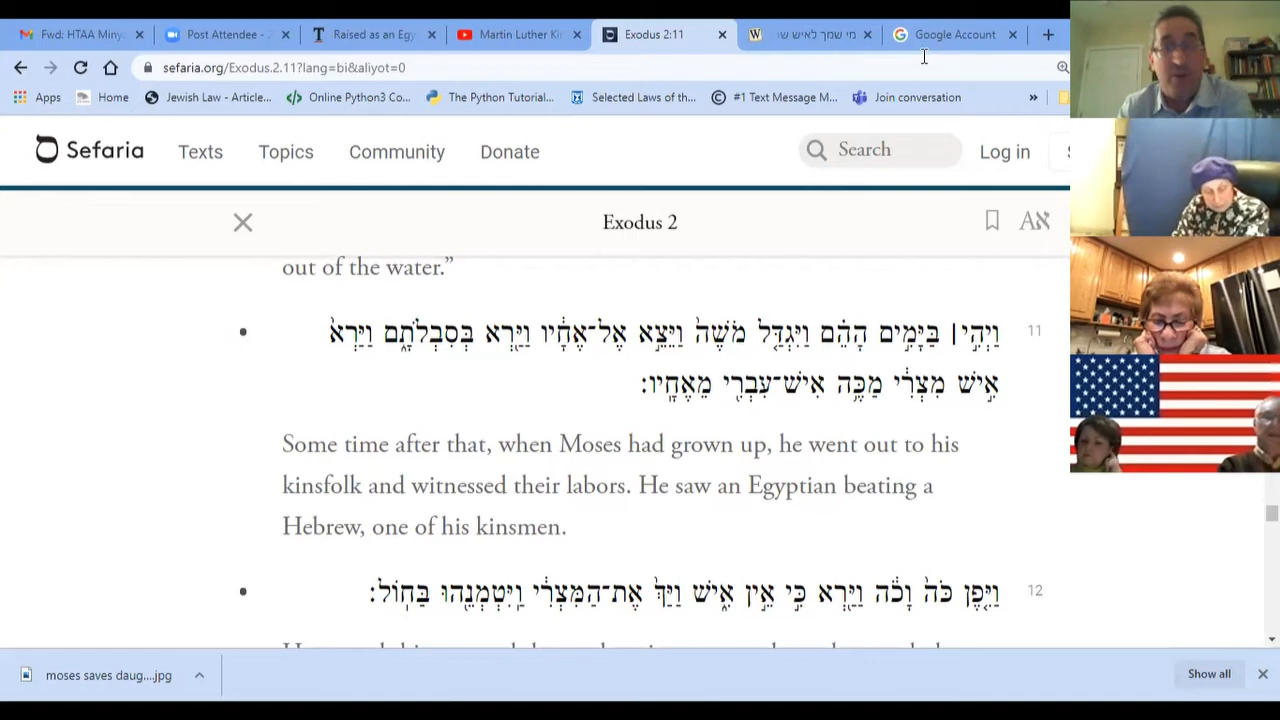 Fwd: HTAA Miny
Post Attendee - Z
Raised as an Egy
Martin Luther Kin
Exodus 2:11
מי שמך לאיש שו
Google Account
sefaria.org/Exodus.2.11?lang=bi&aliyot=0
Apps
Home
Jewish Law - Article...
Online Python3 Co...
The Python Tutorial...
Selected Laws of th...
#1 Text Message M...
Join conversation
»
Sefaria
Texts
Topics
Community
Donate
Search
Log in
Exodus 2
out of the water.”
11
וַיְהִ֣י ׀ בַּיָּמִ֣ים הָהֵ֗ם וַיִּגְדַּ֤ל מֹשֶׁה֙ וַיֵּצֵ֣א אֶל־אֶחָ֔יו וַיַּ֖רְא בְּסִבְלֹתָ֑ם וַיַּרְא֙
אִ֣ישׁ מִצְרִ֔י מַכֶּ֥ה אִישׁ־עִבְרִ֖י מֵאֶחָֽיו׃
Some time after that, when Moses had grown up, he went out to his
kinsfolk and witnessed their labors. He saw an Egyptian beating a
Hebrew, one of his kinsmen.
12
וַיִּ֤פֶן כֹּה֙ וָכֹ֔ה וַיַּ֖רְא כִּ֣י אֵ֣ין אִ֑ישׁ וַיַּךְ֙ אֶת־הַמִּצְרִ֔י וַֽיִּטְמְנֵ֖הוּ בַּחֽוֹל׃
moses saves daug....jpg
Show all